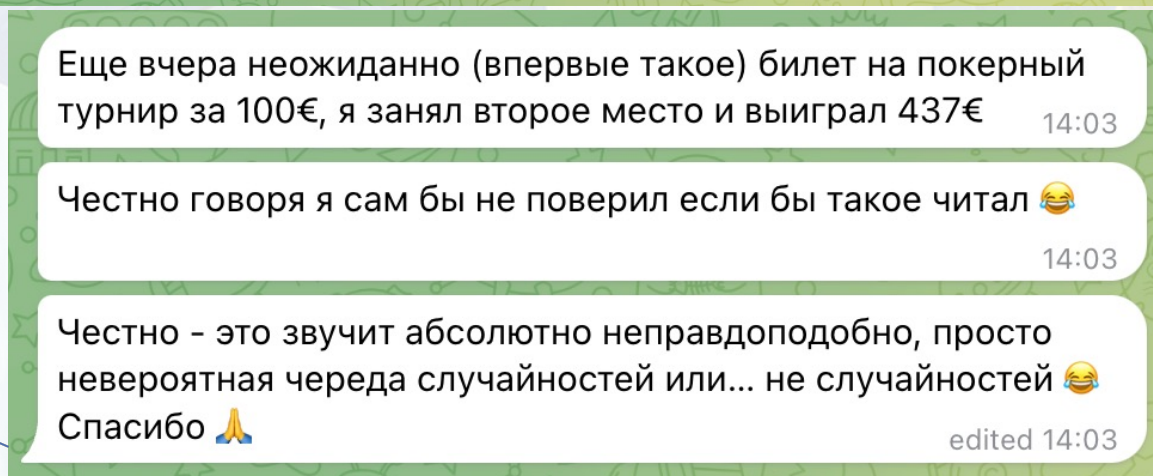 Еще вчера неожиданно (впервые такое) билет на покерный
турнир за 100€, я занял второе место и выиграл 437€
14:03
Честно говоря я сам бы не поверил если бы такое читал 😂
14:03
Честно - это звучит абсолютно неправдоподобно, просто
невероятная череда случайностей или... не случайностей 😂
Спасибо 🙏
edited 14:03